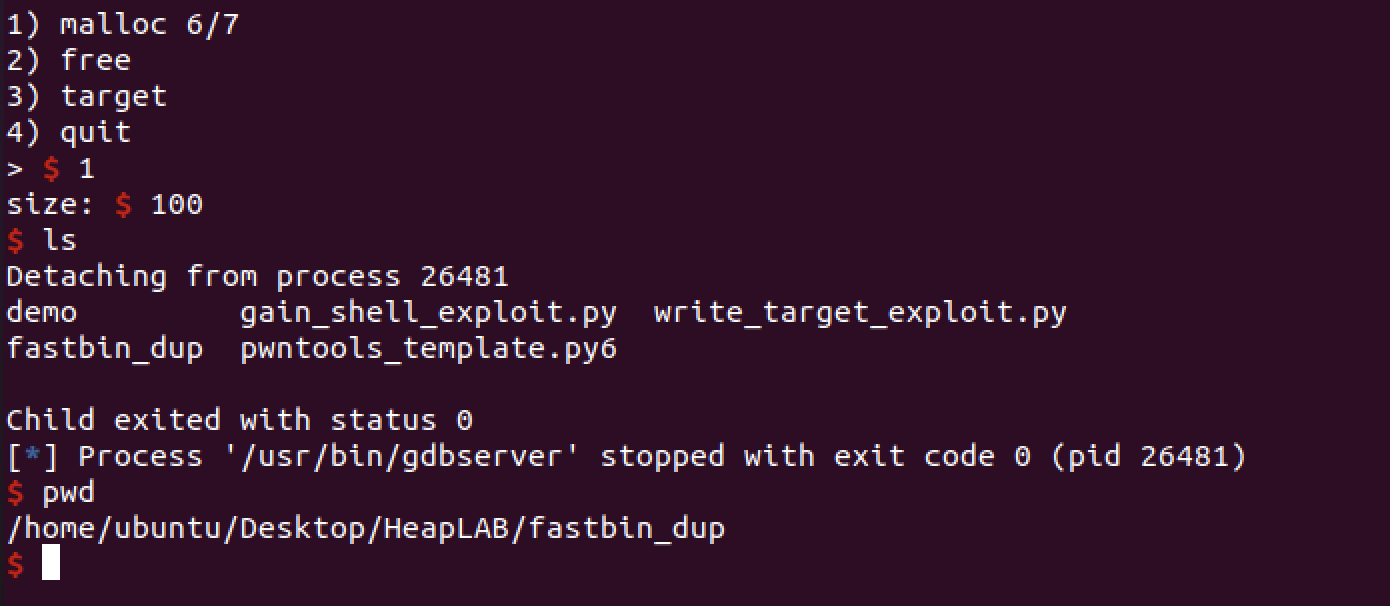 1) malloc 6/7
2) free
3) target
4) quit
> $ 1
size: $ 100
$ ls
Detaching from process 26481
demo         gain_shell_exploit.py  write_target_exploit.py
fastbin_dup  pwntools_template.py6
Child exited with status 0
[*] Process '/usr/bin/gdbserver' stopped with exit code 0 (pid 26481)
$ pwd
/home/ubuntu/Desktop/HeapLAB/fastbin_dup
$